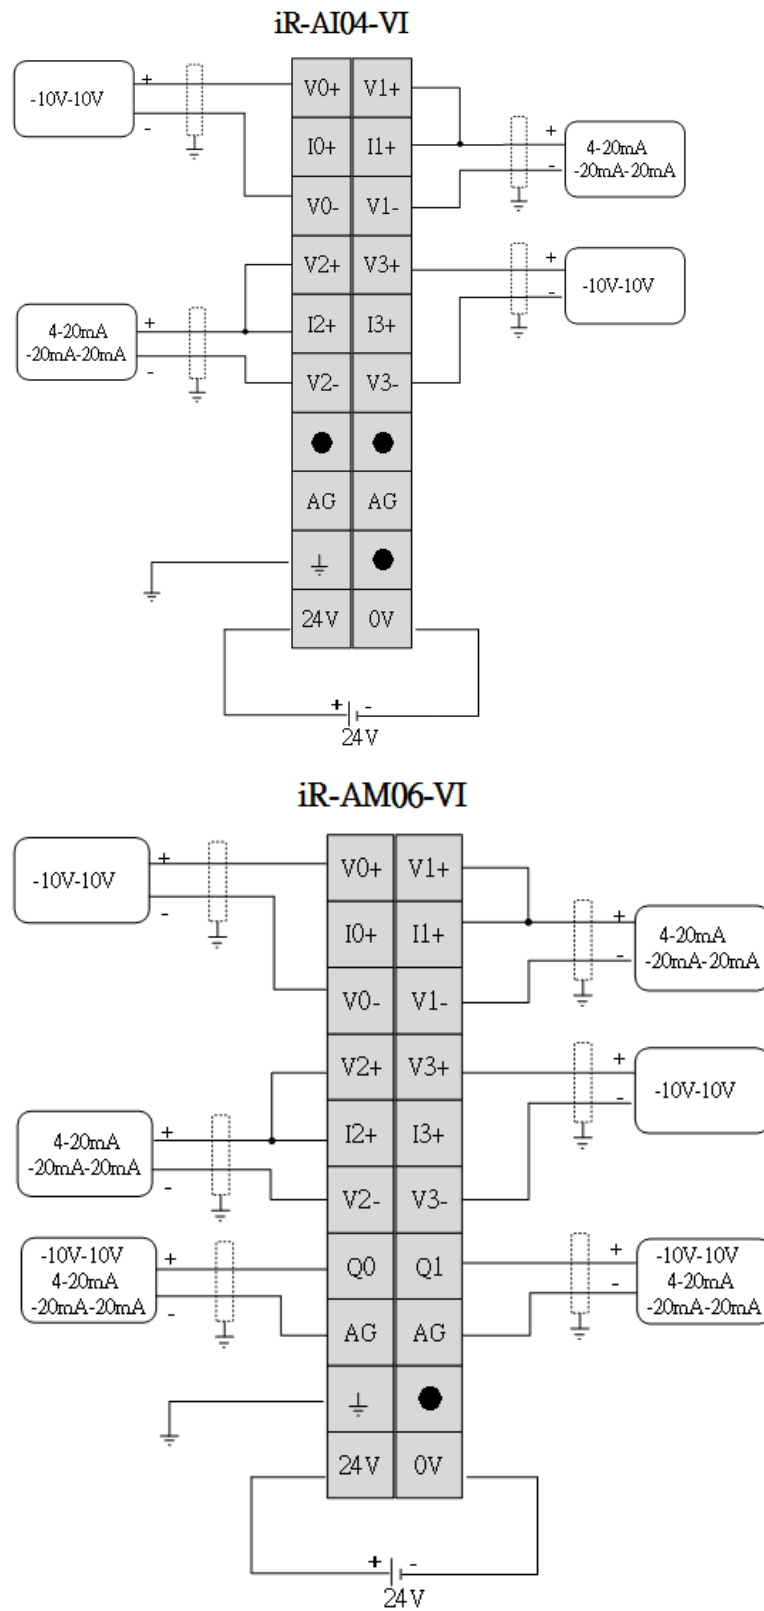 iR-AI04-VI
-10V-10V
+
-
V0+ V1+
I0+ I1+
V0- V1-
+
-
4-20mA
-20mA-20mA
V2+ V3+
+
-
-10V-10V
4-20mA
-20mA-20mA
+
-
I2+ I3+
V2- V3-
AG AG
24V 0V
+ -
24V
iR-AM06-VI
-10V-10V
+
-
V0+ V1+
I0+ I1+
V0- V1-
+
-
4-20mA
-20mA-20mA
V2+ V3+
+
-
-10V-10V
4-20mA
-20mA-20mA
+
-
I2+ I3+
V2- V3-
-10V-10V
4-20mA
-20mA-20mA
+
-
Q0 Q1
AG AG
+
-
-10V-10V
4-20mA
-20mA-20mA
24V 0V
+ -
24V